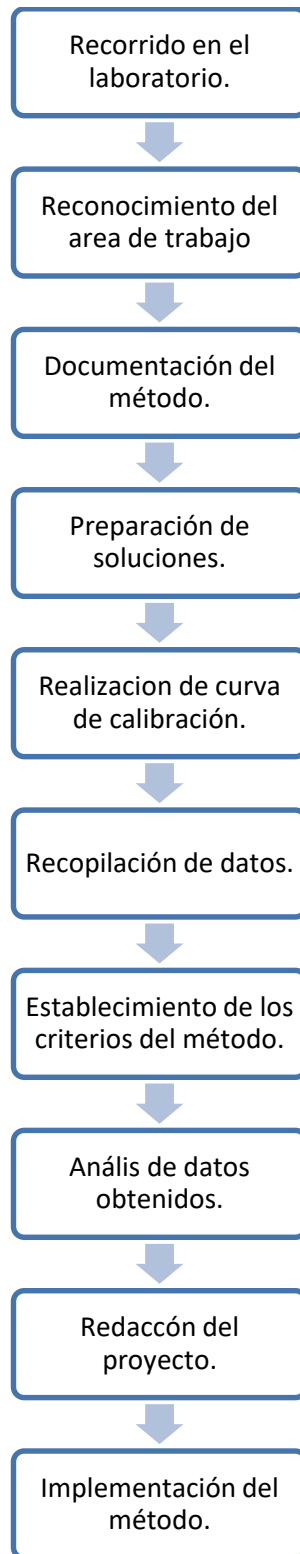 Recorrido en el
laboratorio.
Reconocimiento del
area de trabajo
Documentación del
método.
Preparación de
soluciones.
Realizacion de curva
de calibración.
Recopilación de datos.
Establecimiento de los
criterios del método.
Anális de datos
obtenidos.
Redaccón del
proyecto.
Implementación del
método.